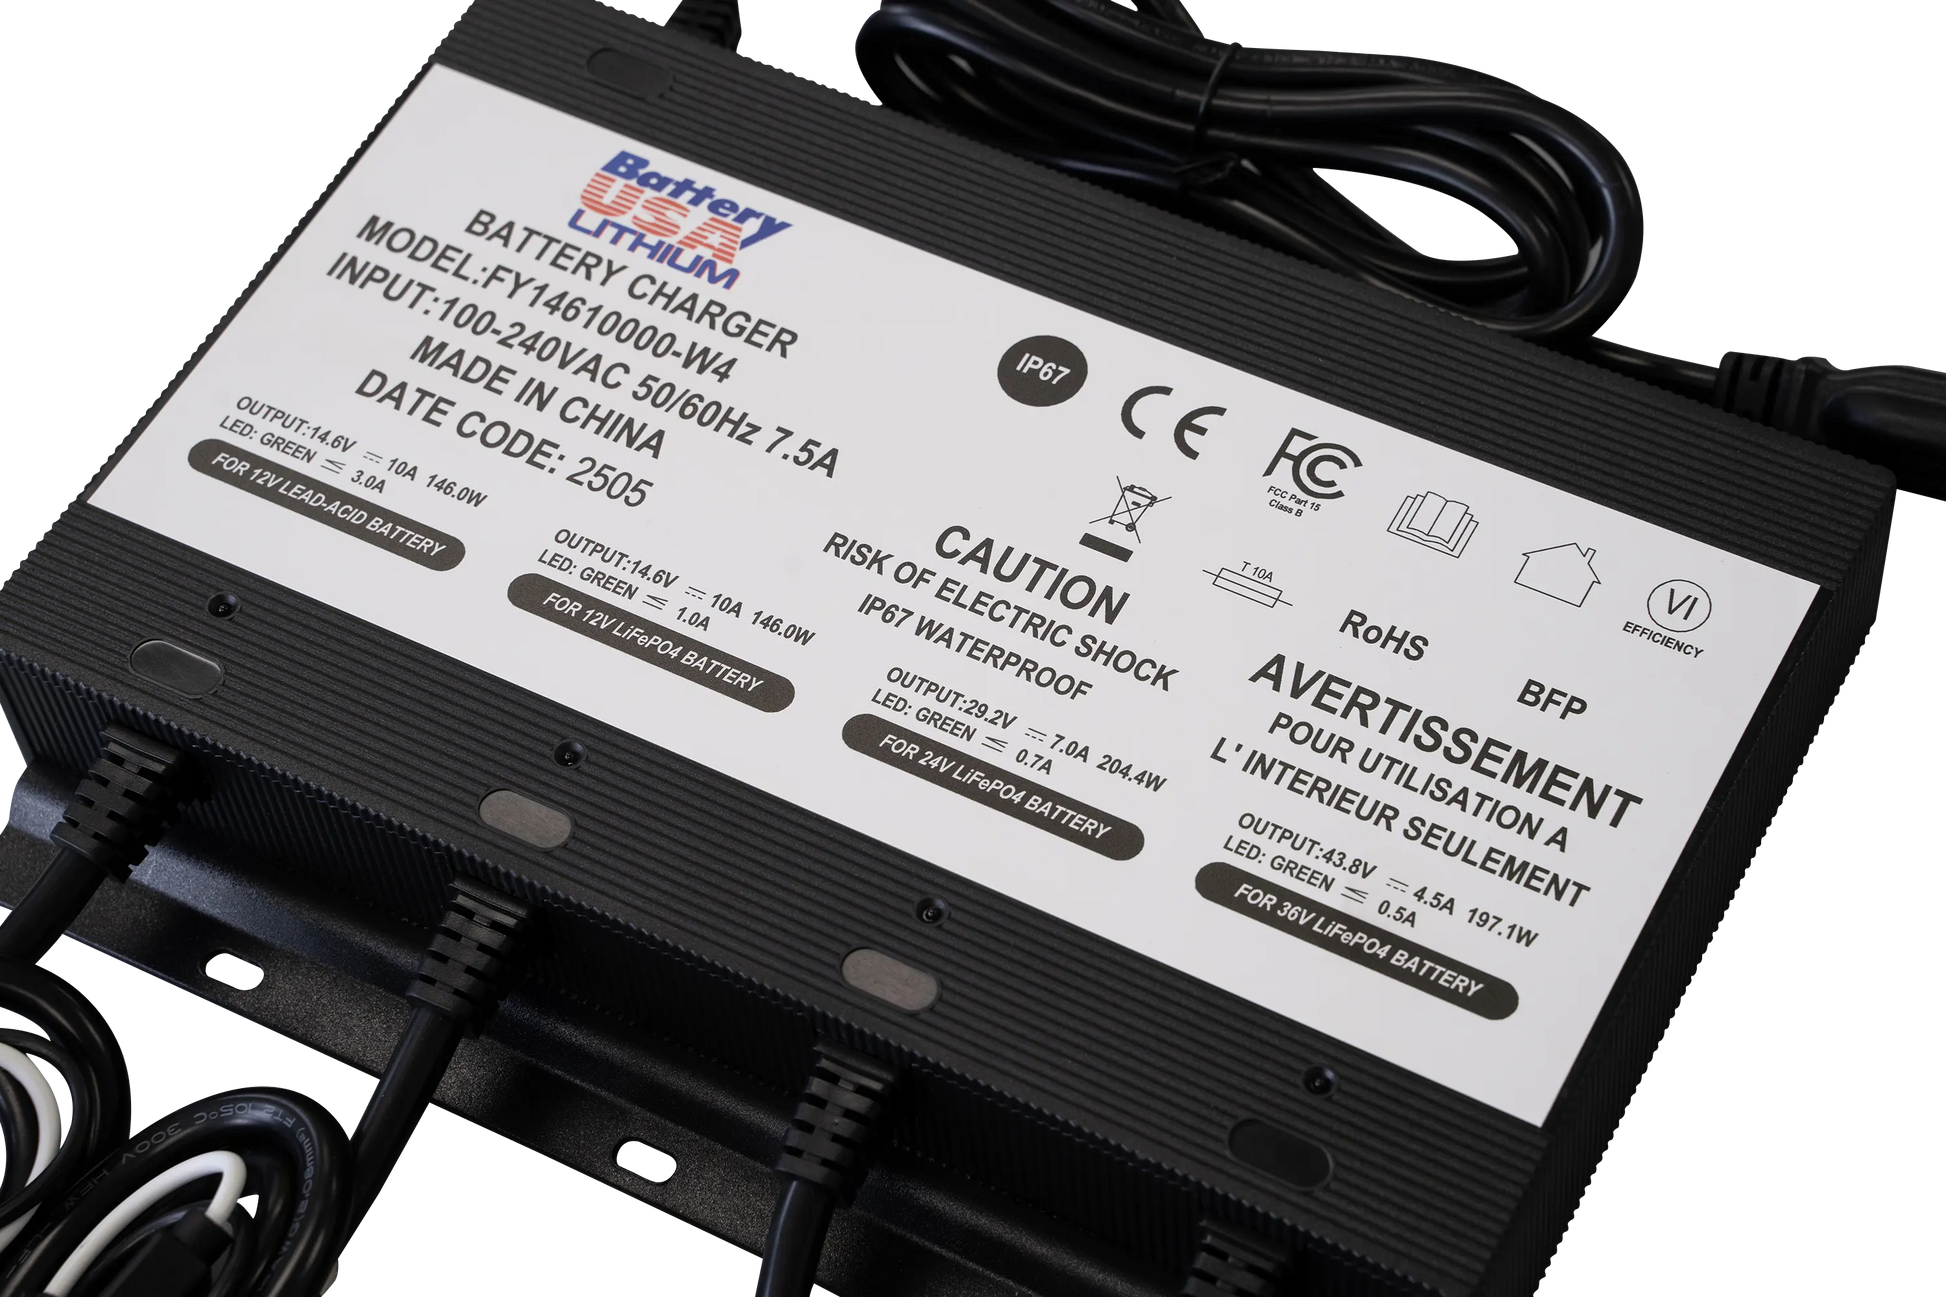 Battery
USA
LITHIUM
BATTERY CHARGER
MODEL:FY14610000-W4
INPUT:100-240VAC 50/60Hz 7.5A
MADE IN CHINA
DATE CODE: 2505
OUTPUT:14.6V ⎓ 10A 146.0W
LED: GREEN ≤ 3.0A
FOR 12V LEAD-ACID BATTERY
OUTPUT:14.6V ⎓ 10A 146.0W
LED: GREEN ≤ 1.0A
FOR 12V LiFePO4 BATTERY
IP67
CE
FCC
FCC Part 15
Class B
T 10A
RoHS
BFP
VI
EFFICIENCY
CAUTION
RISK OF ELECTRIC SHOCK
IP67 WATERPROOF
OUTPUT:29.2V ⎓ 7.0A 204.4W
LED: GREEN ≤ 0.7A
FOR 24V LiFePO4 BATTERY
AVERTISSEMENT
POUR UTILISATION A
L' INTERIEUR SEULEMENT
OUTPUT:43.8V ⎓ 4.5A 197.1W
LED: GREEN ≤ 0.5A
FOR 36V LiFePO4 BATTERY
300V
105°C FT2